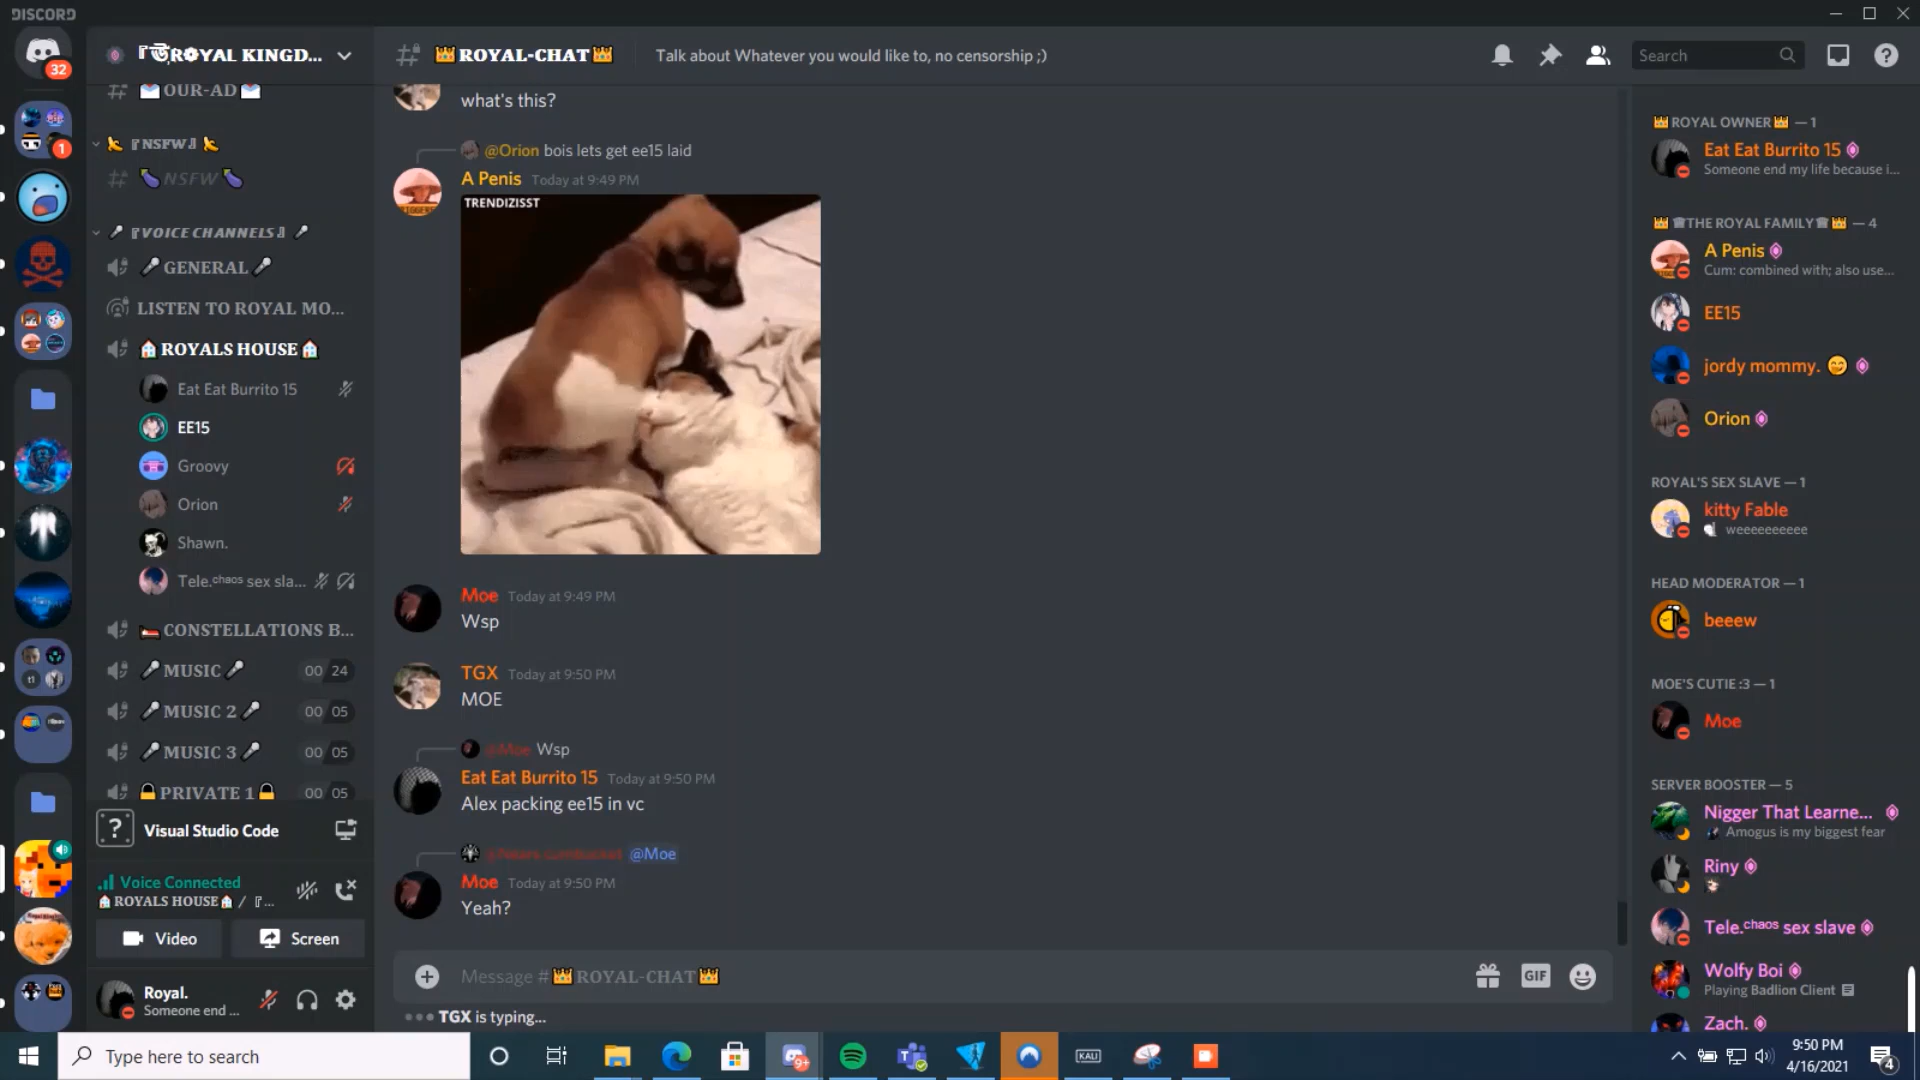 DISCORD
32
1
ROYAL KINGD...
OUR-AD
『NSFW』
NSFW
『VOICE CHANNELS』
GENERAL
LISTEN TO ROYAL MO...
ROYALS HOUSE
Eat Eat Burrito 15
EE15
Groovy
Orion
Shawn.
Tele.ᶜʰᵃᵒˢ sex sla...
CONSTELLATIONS B...
MUSIC 00 24
MUSIC 2 00 05
MUSIC 3 00 05
PRIVATE 1 00 05
? Visual Studio Code
Voice Connected
ROYALS HOUSE / 『...
Video
Screen
Royal.
Someone end ...
👑ROYAL-CHAT👑
Talk about Whatever you would like to, no censorship ;)
Search
what's this?
@Orion bois lets get ee15 laid
A Penis Today at 9:49 PM
TRENDIZISST
Moe Today at 9:49 PM
Wsp
TGX Today at 9:50 PM
MOE
@Moe Wsp
Eat Eat Burrito 15 Today at 9:50 PM
Alex packing ee15 in vc
@Moe
Moe Today at 9:50 PM
Yeah?
Message #👑ROYAL-CHAT👑
GIF
TGX is typing...
👑ROYAL OWNER👑 — 1
Eat Eat Burrito 15
Someone end my life because i...
👑♛THE ROYAL FAMILY♛👑 — 4
A Penis
Cum: combined with; also use...
EE15
jordy mommy. 😊
Orion
ROYAL'S SEX SLAVE — 1
kitty Fable
weeeeeeeeee
HEAD MODERATOR — 1
beeew
MOE'S CUTIE :3 — 1
Moe
SERVER BOOSTER — 5
Nigger That Learne...
Amogus is my biggest fear
Riny
Tele.ᶜʰᵃᵒˢ sex slave
Wolfy Boi
Playing Badlion Client
Zach.
Type here to search
9+
KALI
9:50 PM
4/16/2021
4